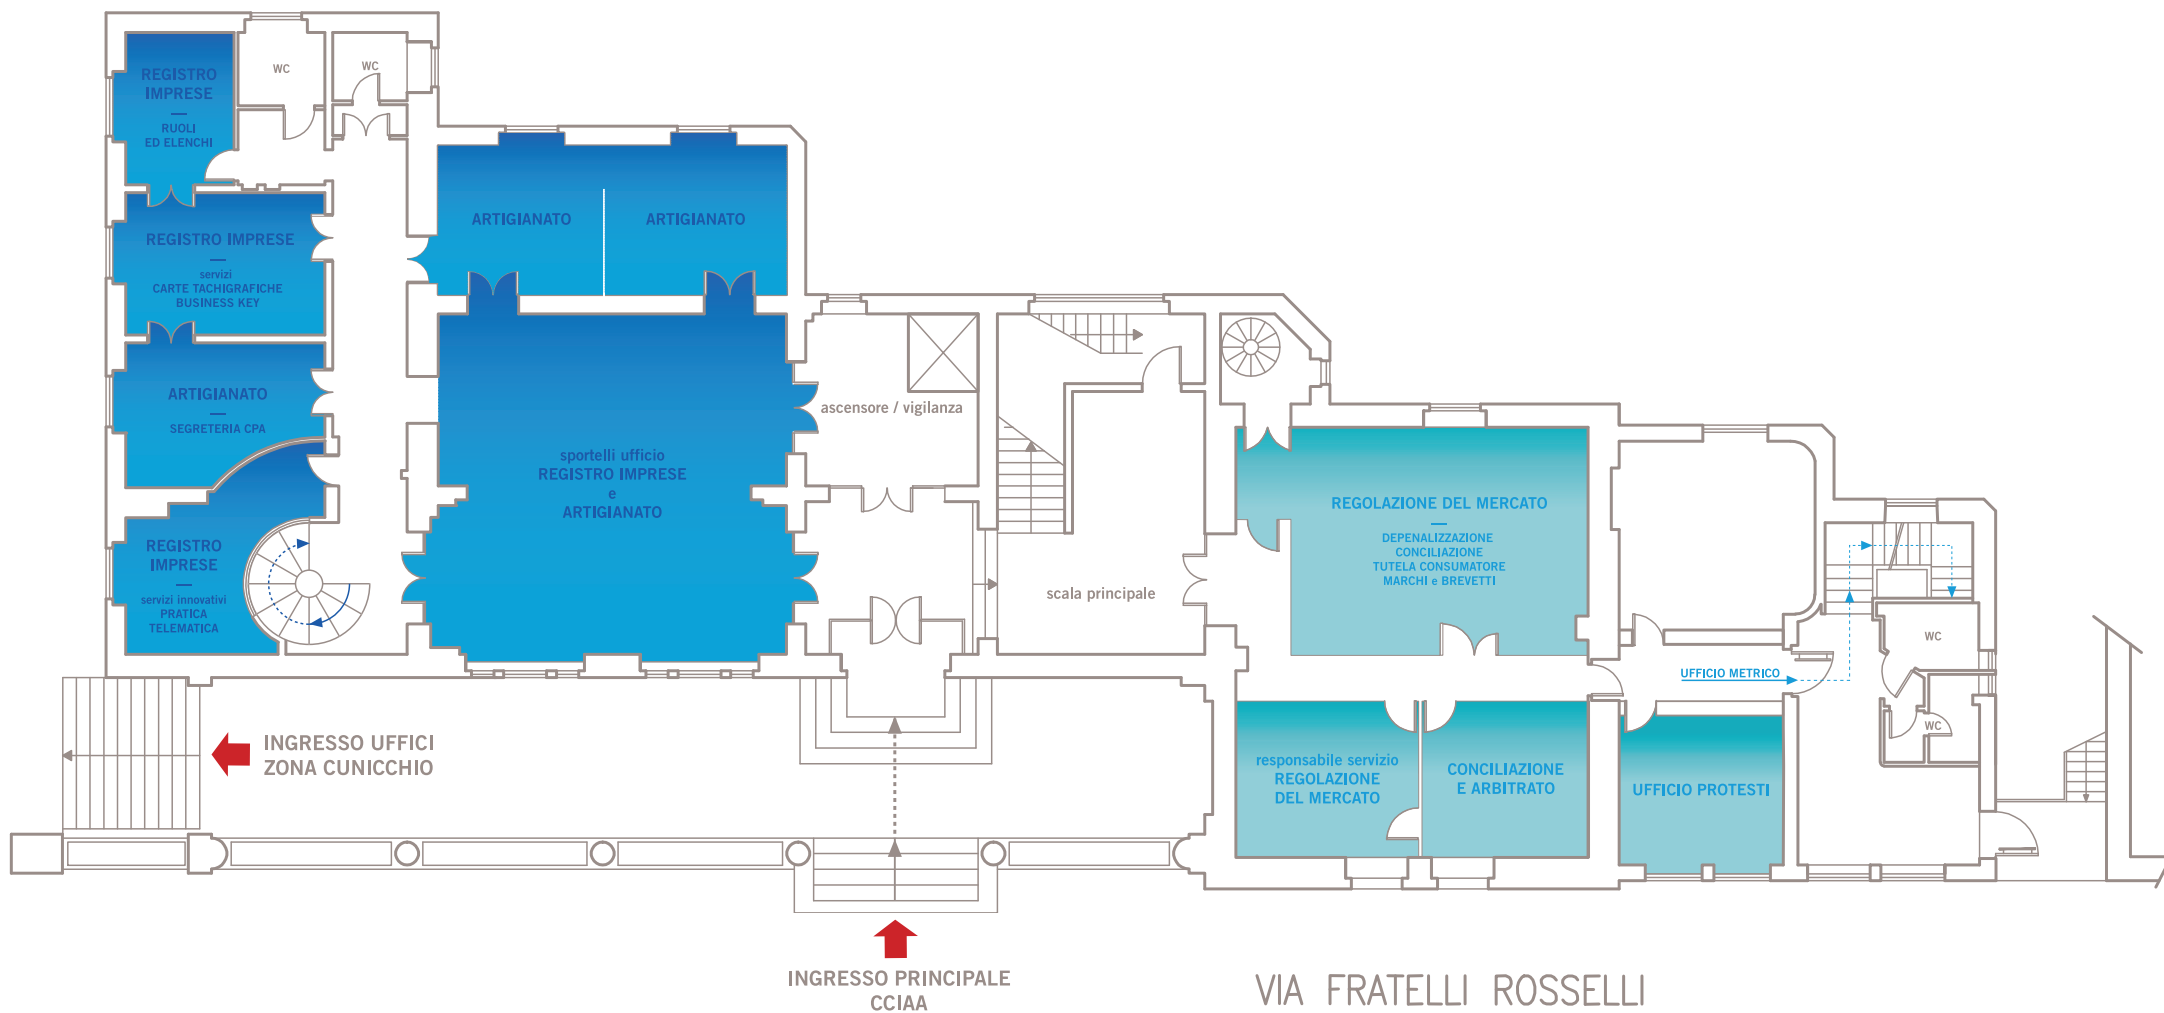 REGISTRO
IMPRESE
—
RUOLI
ED ELENCHI
WC
WC
REGISTRO IMPRESE
—
servizi
CARTE TACHIGRAFICHE
BUSINESS KEY
ARTIGIANATO
—
SEGRETERIA CPA
REGISTRO
IMPRESE
—
servizi innovativi
PRATICA
TELEMATICA
ARTIGIANATO
ARTIGIANATO
sportelli ufficio
REGISTRO IMPRESE
e
ARTIGIANATO
ascensore / vigilanza
scala principale
REGOLAZIONE DEL MERCATO
—
DEPENALIZZAZIONE
CONCILIAZIONE
TUTELA CONSUMATORE
MARCHI e BREVETTI
responsabile servizio
REGOLAZIONE
DEL MERCATO
CONCILIAZIONE
E ARBITRATO
UFFICIO PROTESTI
UFFICIO METRICO
WC
WC
INGRESSO UFFICI
ZONA CUNICCHIO
INGRESSO PRINCIPALE
CCIAA
VIA FRATELLI ROSSELLI